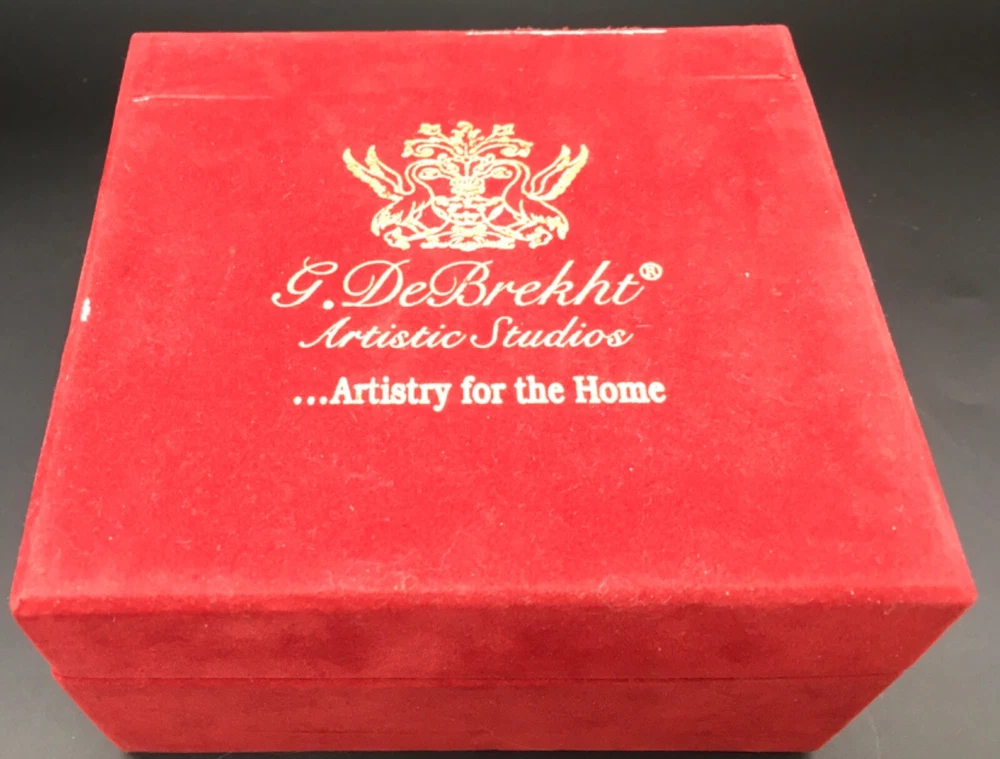 G. DeBrekht®
Artistic Studios
...Artistry for the Home